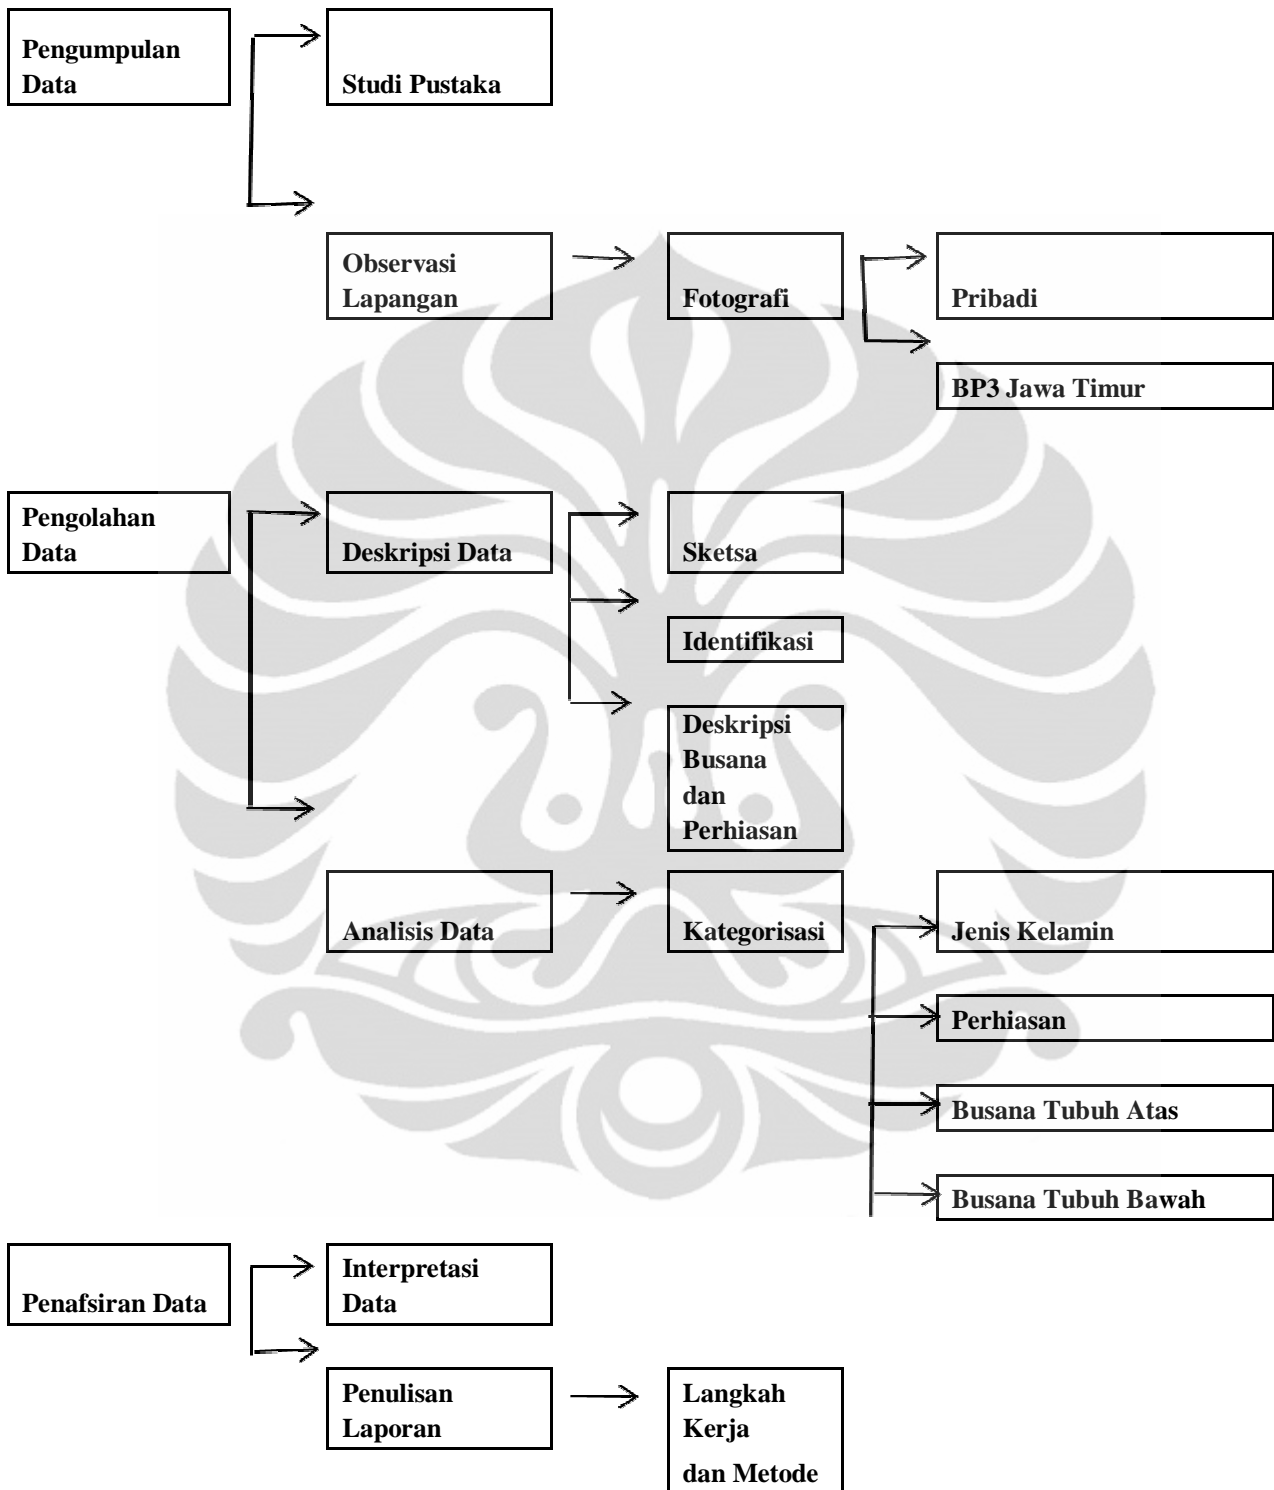 Pengumpulan
Data
Studi Pustaka
Observasi
Lapangan
Fotografi
Pribadi
BP3 Jawa Timur
Pengolahan
Data
Deskripsi Data
Sketsa
Identifikasi
Deskripsi
Busana
dan
Perhiasan
Analisis Data
Kategorisasi
Jenis Kelamin
Perhiasan
Busana Tubuh Atas
Busana Tubuh Bawah
Penafsiran Data
Interpretasi
Data
Penulisan
Laporan
Langkah
Kerja
dan Metode